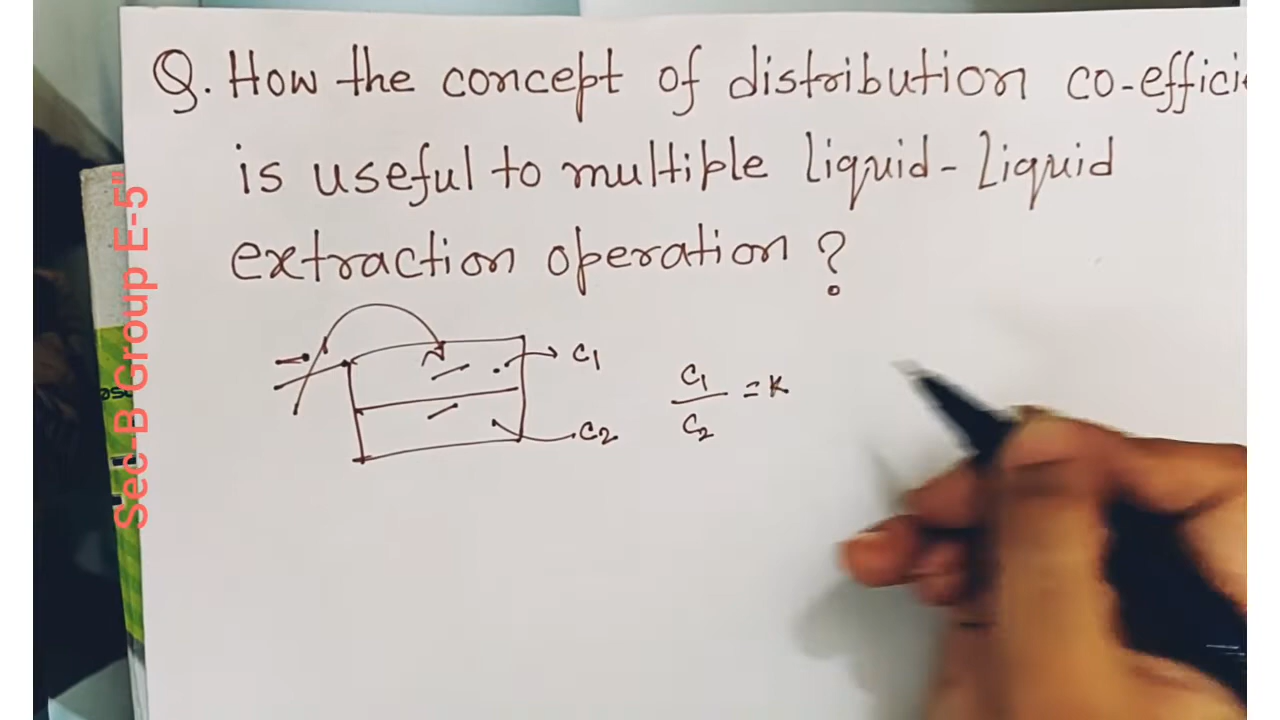 Q. How the concept of distribution co-effici
is useful to multiple liquid-liquid
extraction operation ?
C1
C1/C2 = K
C2
Sec-B Group E-5"